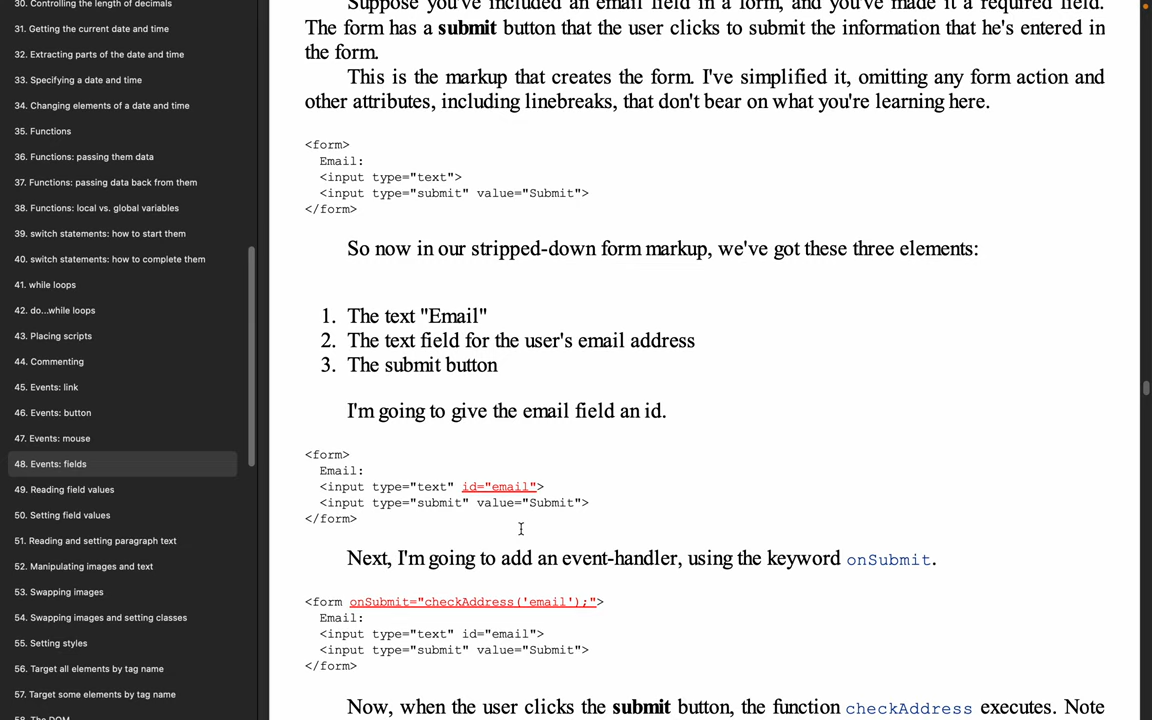 30. Controlling the length of decimals
31. Getting the current date and time
32. Extracting parts of the date and time
33. Specifying a date and time
34. Changing elements of a date and time
35. Functions
36. Functions: passing them data
37. Functions: passing data back from them
38. Functions: local vs. global variables
39. switch statements: how to start them
40. switch statements: how to complete them
41. while loops
42. do...while loops
43. Placing scripts
44. Commenting
45. Events: link
46. Events: button
47. Events: mouse
48. Events: fields
49. Reading field values
50. Setting field values
51. Reading and setting paragraph text
52. Manipulating images and text
53. Swapping images
54. Swapping images and setting classes
55. Setting styles
56. Target all elements by tag name
57. Target some elements by tag name
58. The DOM
Suppose you've included an email field in a form, and you've made it a required field.
The form has a submit button that the user clicks to submit the information that he's entered in
the form.
This is the markup that creates the form. I've simplified it, omitting any form action and
other attributes, including linebreaks, that don't bear on what you're learning here.
<form>
Email:
<input type="text">
<input type="submit" value="Submit">
</form>
So now in our stripped-down form markup, we've got these three elements:
1. The text "Email"
2. The text field for the user's email address
3. The submit button
I'm going to give the email field an id.
<form>
Email:
<input type="text" id="email">
<input type="submit" value="Submit">
</form>
Next, I'm going to add an event-handler, using the keyword onSubmit.
<form onSubmit="checkAddress('email');">
Email:
<input type="text" id="email">
<input type="submit" value="Submit">
</form>
Now, when the user clicks the submit button, the function checkAddress executes. Note